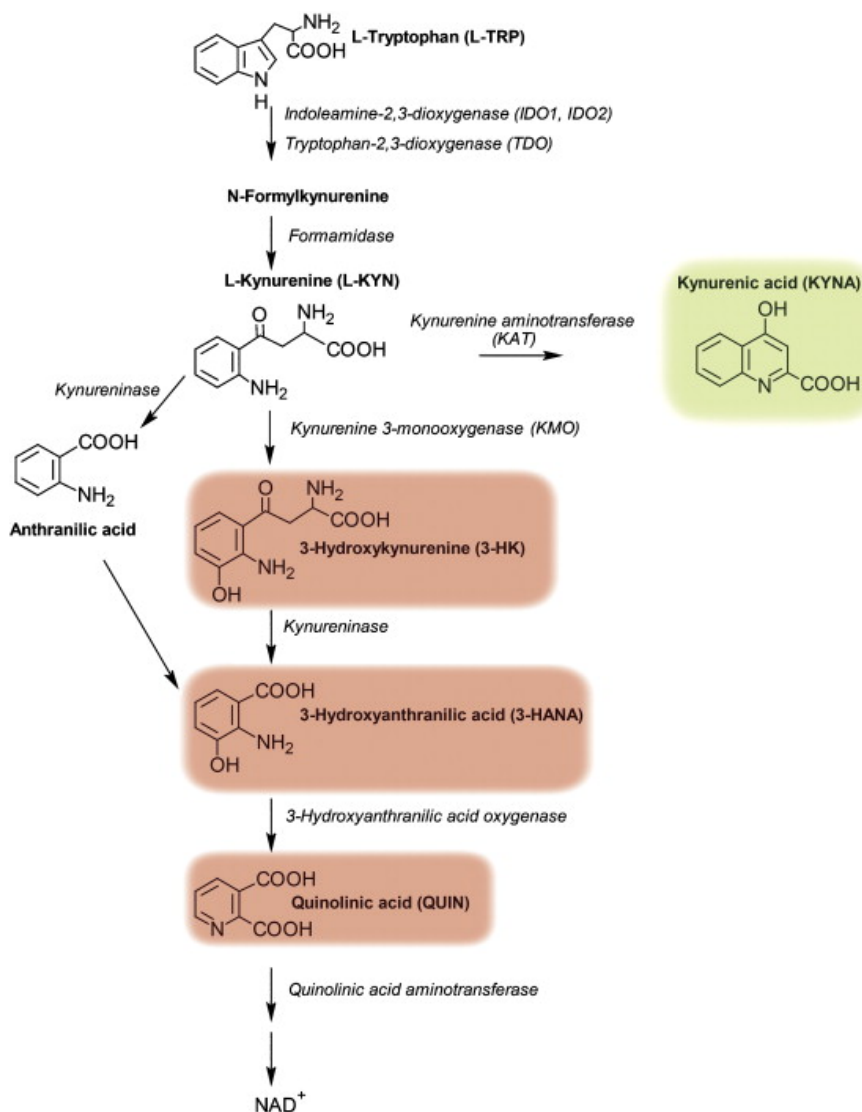 NH2
COOH
L-Tryptophan (L-TRP)
N
H
Indoleamine-2,3-dioxygenase (IDO1, IDO2)
Tryptophan-2,3-dioxygenase (TDO)
N-Formylkynurenine
Formamidase
L-Kynurenine (L-KYN)
O
NH2
COOH
NH2
Kynurenine aminotransferase
(KAT)
Kynurenic acid (KYNA)
OH
N
COOH
Kynureninase
COOH
NH2
Anthranilic acid
Kynurenine 3-monooxygenase (KMO)
O
NH2
COOH
3-Hydroxykynurenine (3-HK)
NH2
OH
Kynureninase
COOH
3-Hydroxyanthranilic acid (3-HANA)
NH2
OH
3-Hydroxyanthranilic acid oxygenase
COOH
Quinolinic acid (QUIN)
N
COOH
Quinolic acid aminotransferase
NAD+